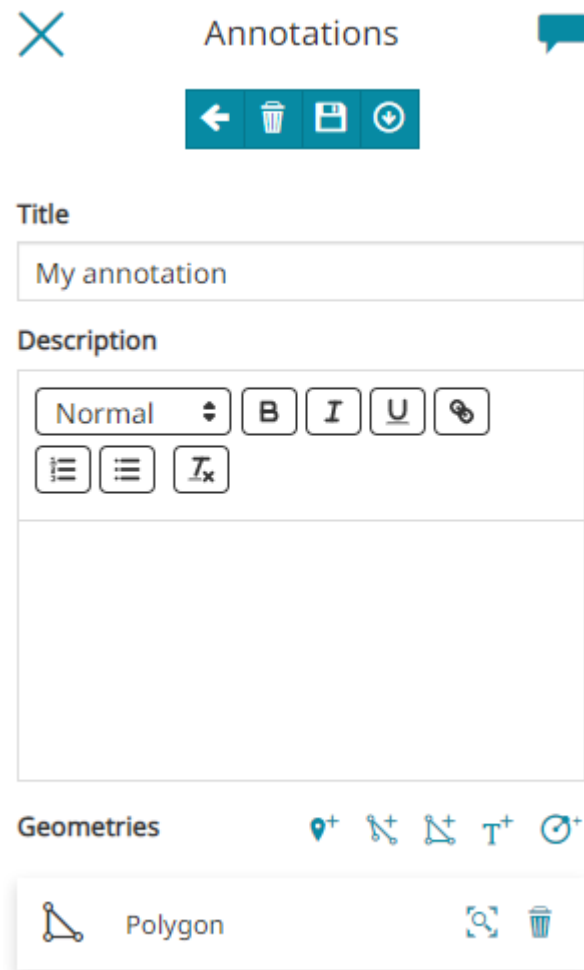 Annotations
Title
My annotation
Description
Normal B I U
Geometries T+
Polygon